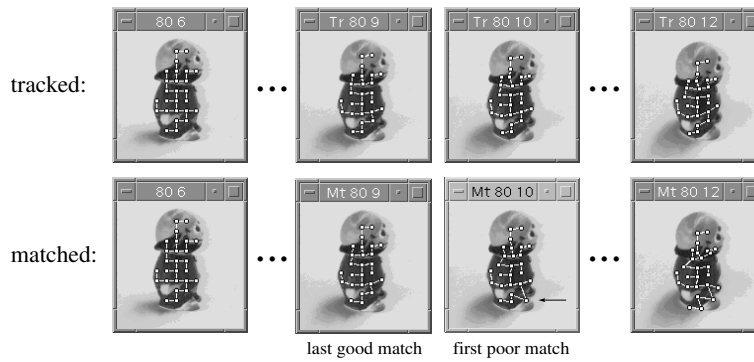 80 6
Tr 80 9
Tr 80 10
Tr 80 12
tracked:
80 6
Mt 80 9
Mt 80 10
Mt 80 12
matched:
last good match
first poor match